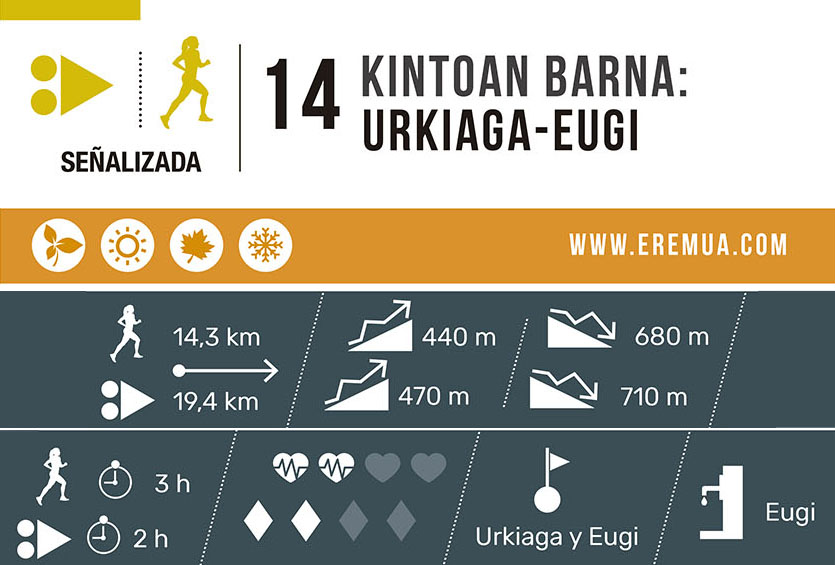 SEÑALIZADA
14
KINTOAN BARNA:
URKIAGA-EUGI
WWW.EREMUA.COM
14,3 km
440 m
680 m
19,4 km
470 m
710 m
3 h
2 h
Urkiaga y Eugi
Eugi